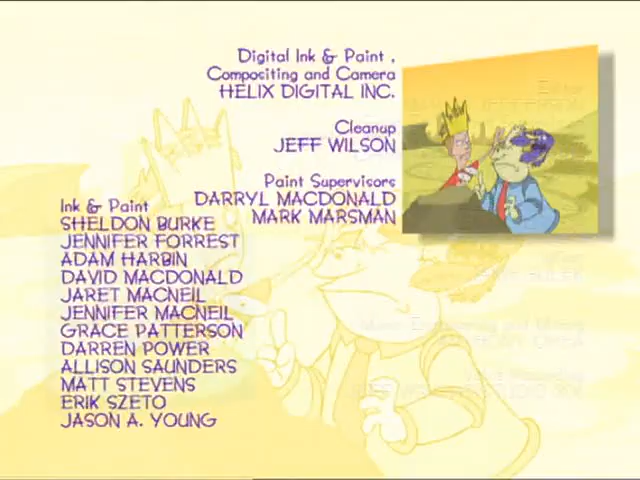 Digital Ink & Paint ,
Compositing and Camera
HELIX DIGITAL INC.
Cleanup
JEFF WILSON
Paint Supervisors
DARRYL MACDONALD
MARK MARSMAN
Ink & Paint
SHELDON BURKE
JENNIFER FORREST
ADAM HARBIN
DAVID MACDONALD
JARET MACNEIL
JENNIFER MACNEIL
GRACE PATTERSON
DARREN POWER
ALLISON SAUNDERS
MATT STEVENS
ERIK SZETO
JASON A. YOUNG